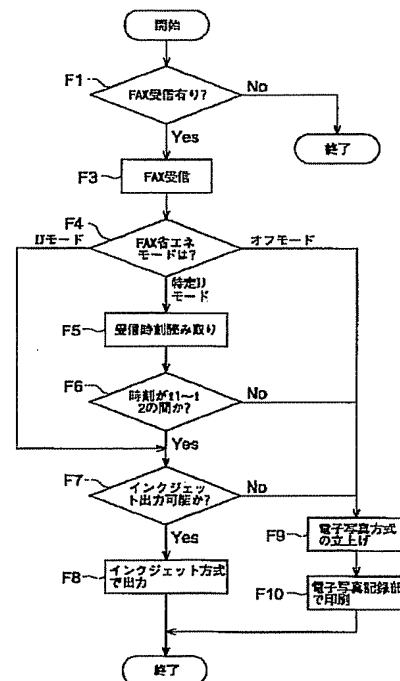 開始
F1
FAX受信有り?
No
Yes
終了
F3
FAX受信
F4
IJモード
FAX省エネ
モードは?
オフモード
特定IJ
モード
F5
受信時刻読み取り
F6
時刻がt1〜t
2の間か?
No
Yes
F7
インクジェッ
ト出力可能か?
No
Yes
F9
電子写真方式
の立上げ
F8
インクジェット方式
で出力
F10
電子写真記録部
で印刷
終了